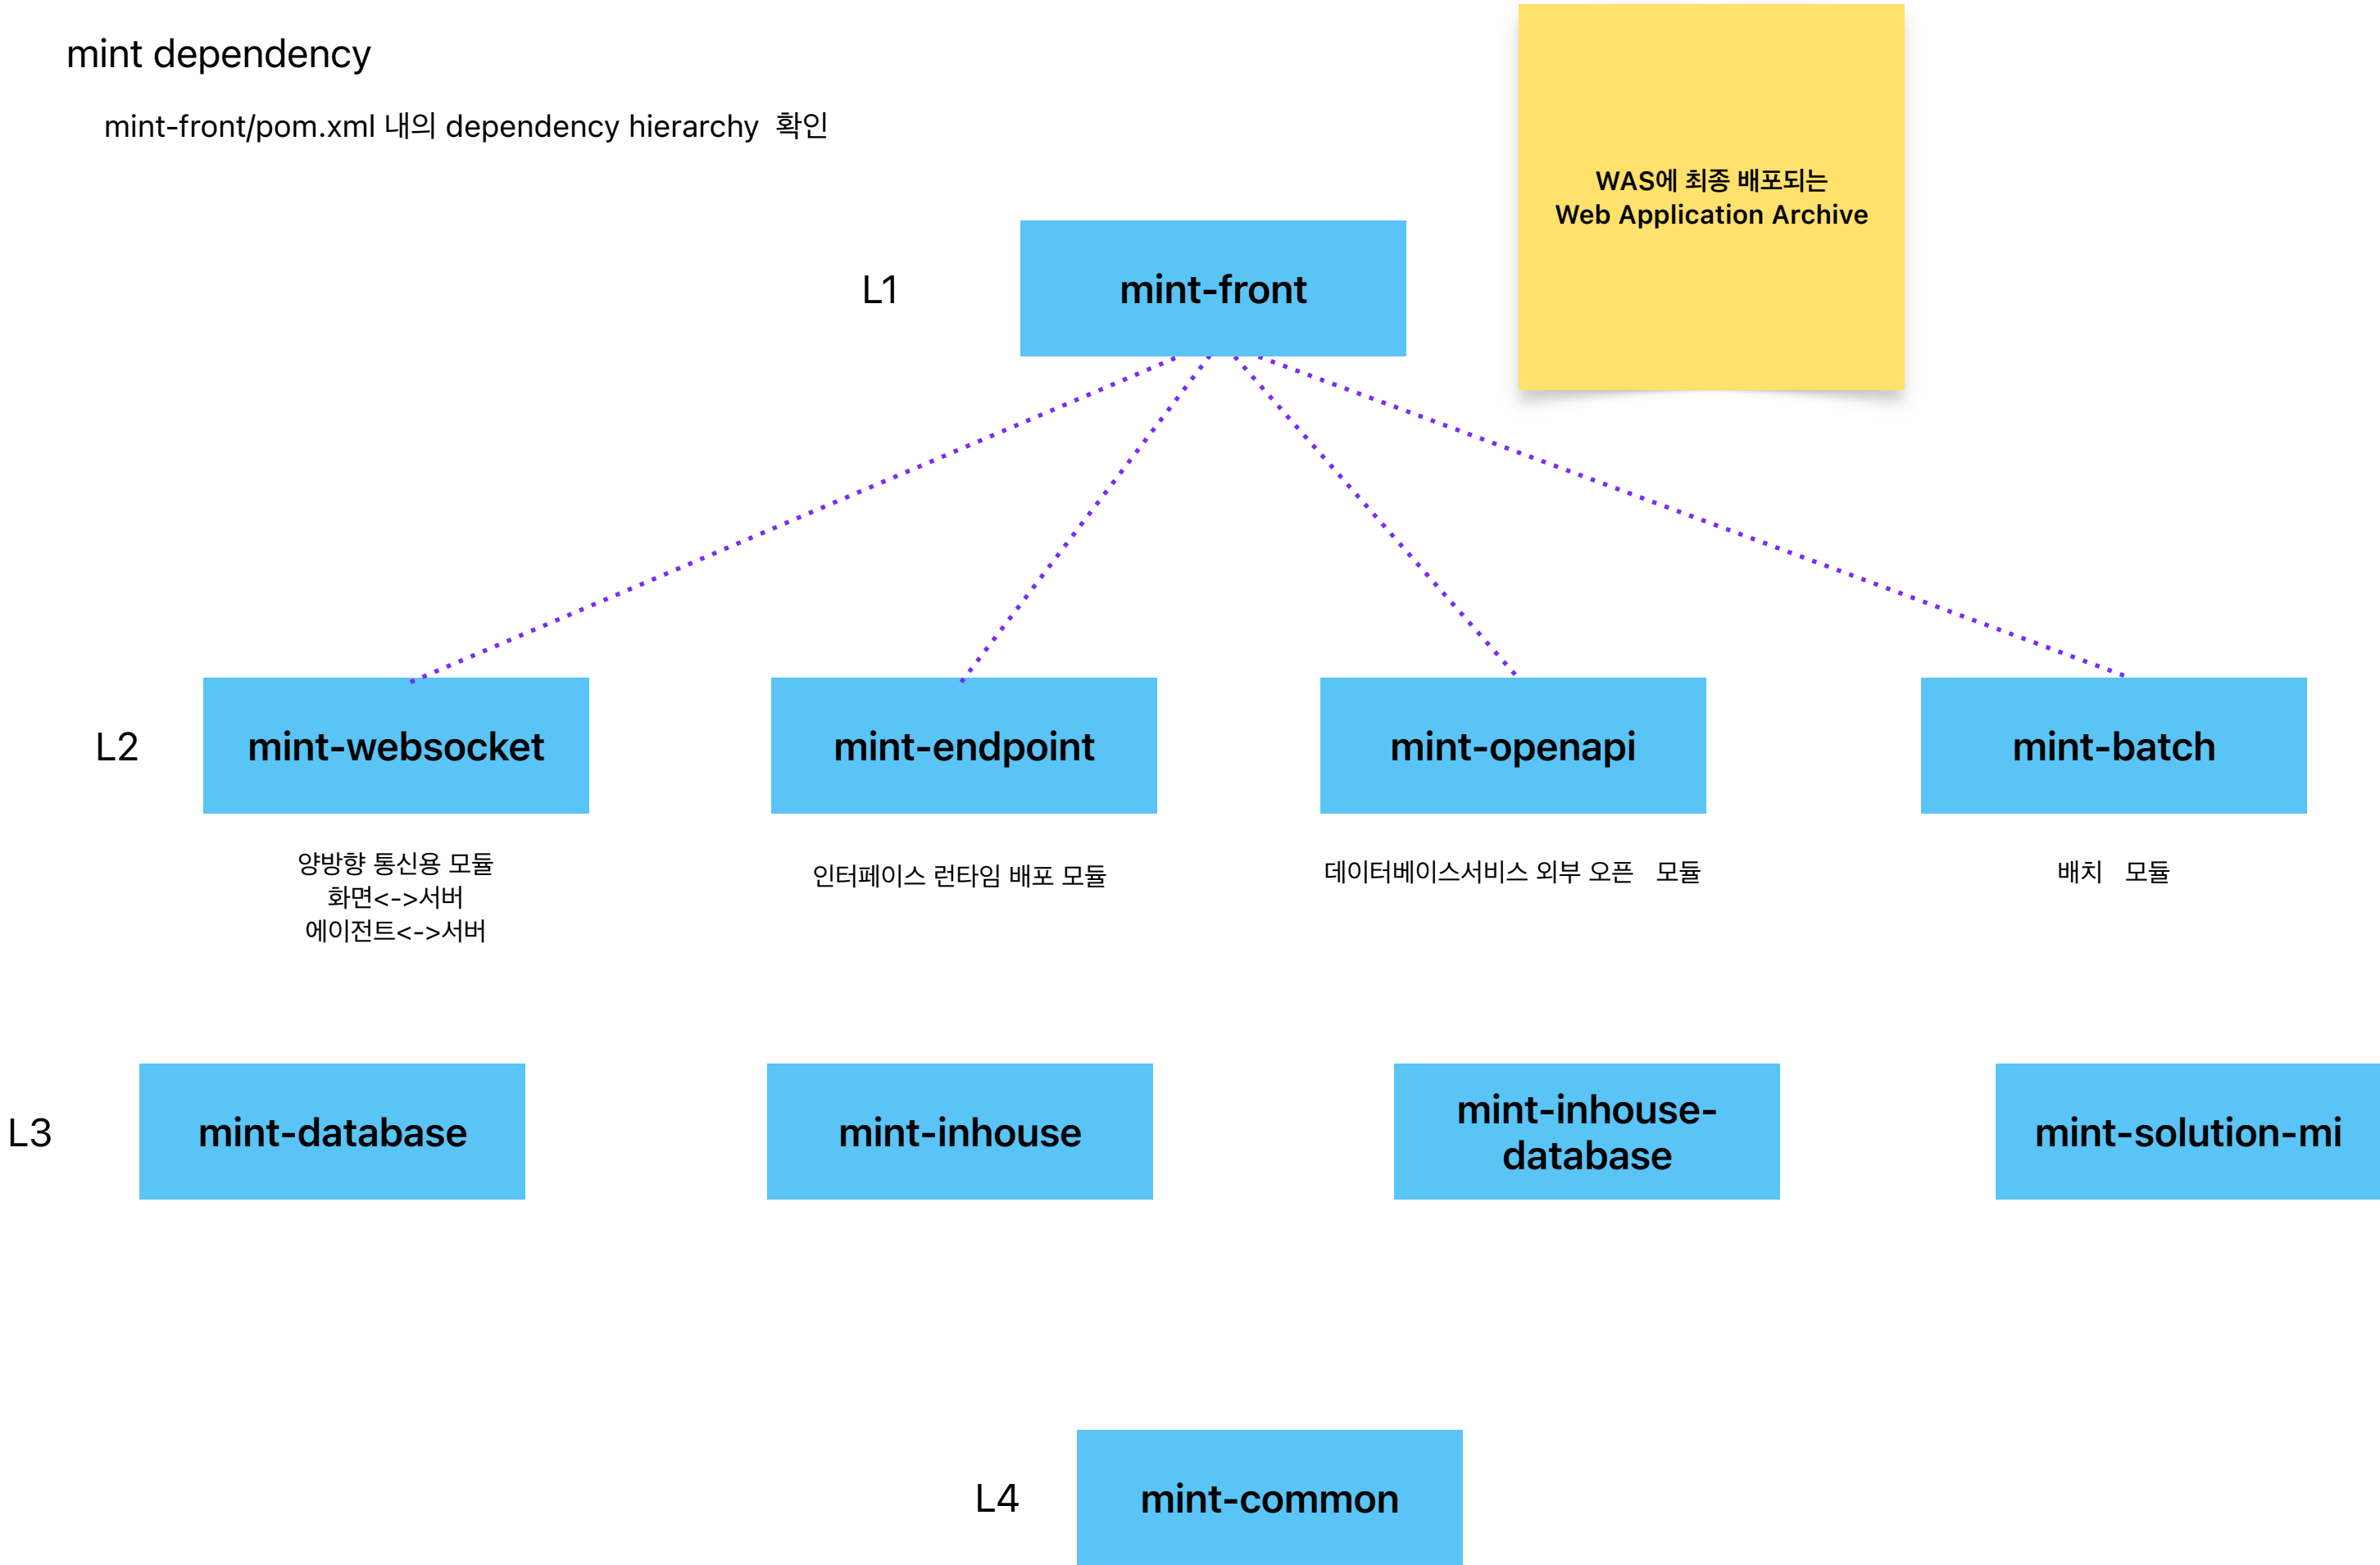 mint dependency
mint-front/pom.xml 내의 dependency hierarchy 확인
WAS에 최종 배포되는
Web Application Archive
L1
mint-front
L2
mint-websocket
mint-endpoint
mint-openapi
mint-batch
양방향 통신용 모듈
화면<->서버
에이전트<->서버
인터페이스 런타임 배포 모듈
데이터베이스서비스 외부 오픈 모듈
배치 모듈
L3
mint-database
mint-inhouse
mint-inhouse-
database
mint-solution-mi
L4
mint-common